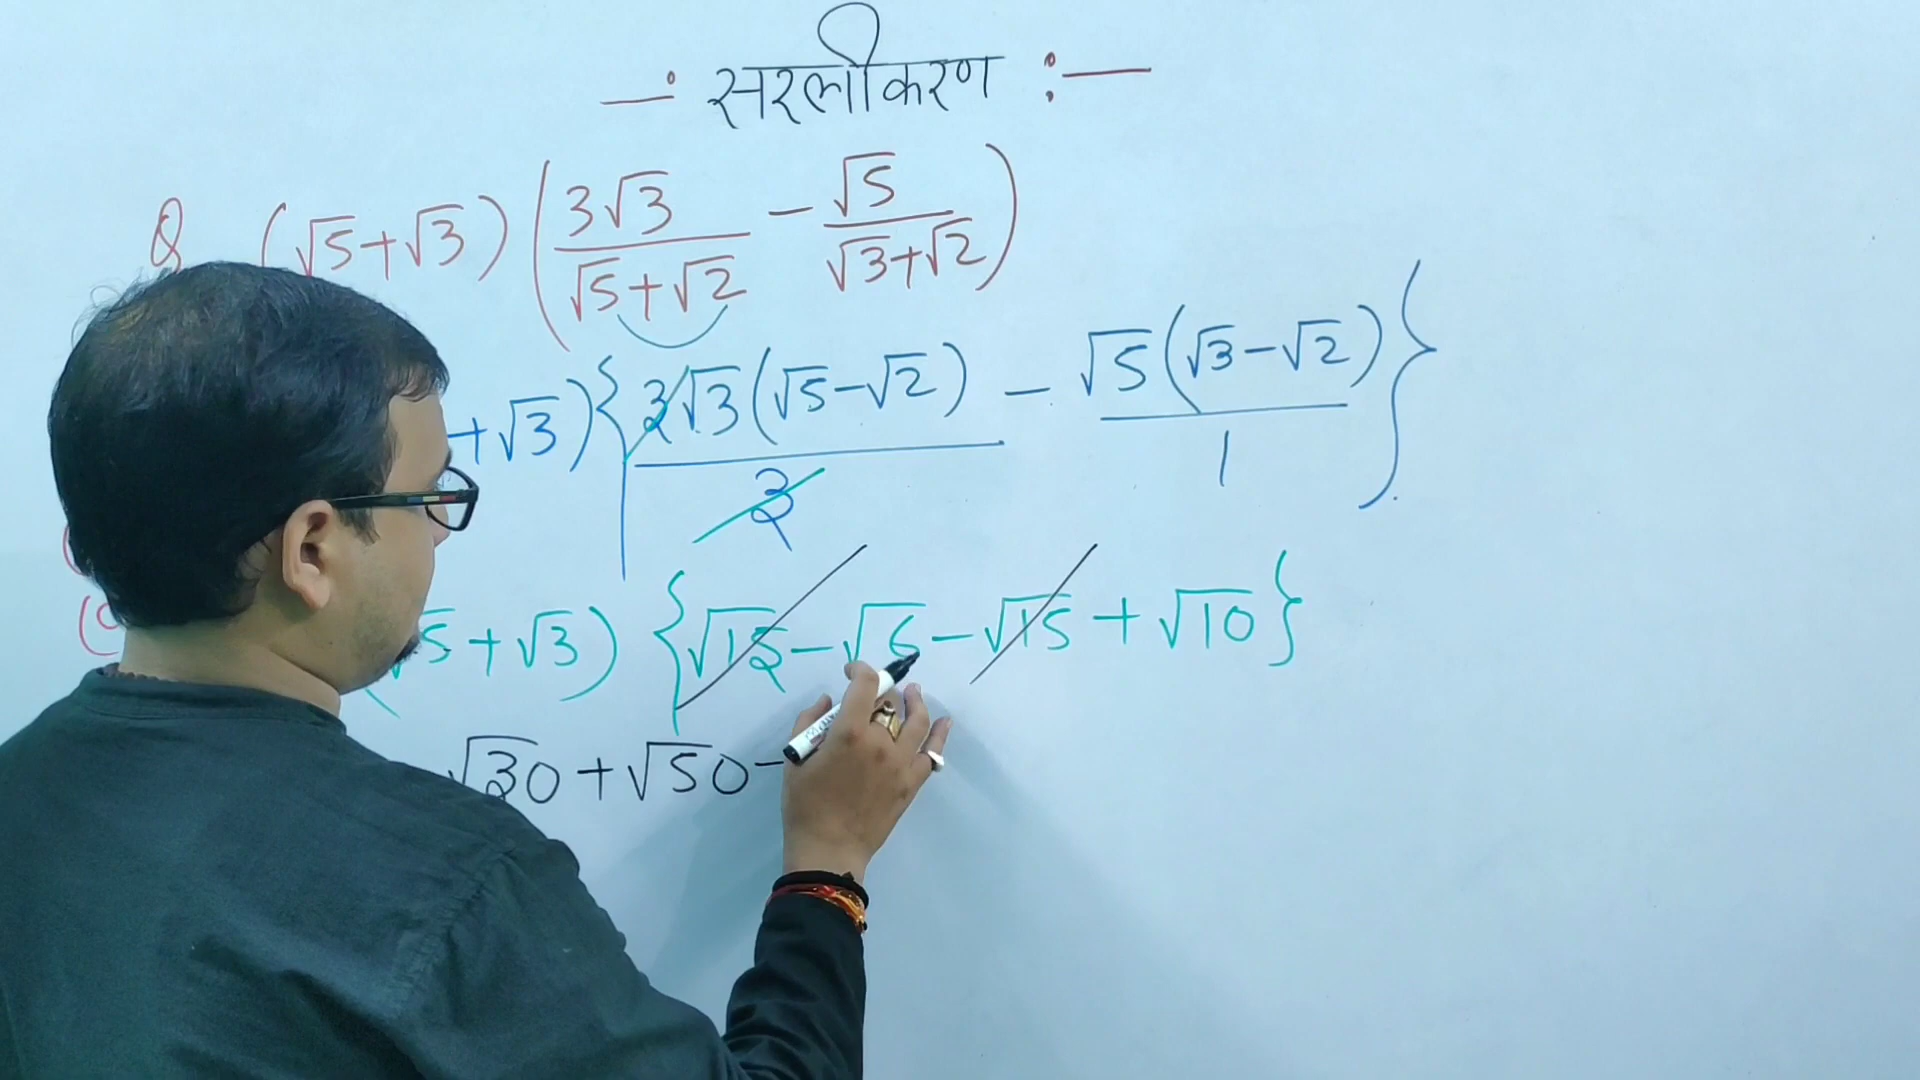 —: सरलीकरण :—
Q (√5+√3) (3√3/(√5+√2) - √5/(√3+√2))
+√3) {3√3(√5-√2)/3 - √5(√3-√2)/1}
√5+√3) {√15-√6-√15+√10}
√30+√50-